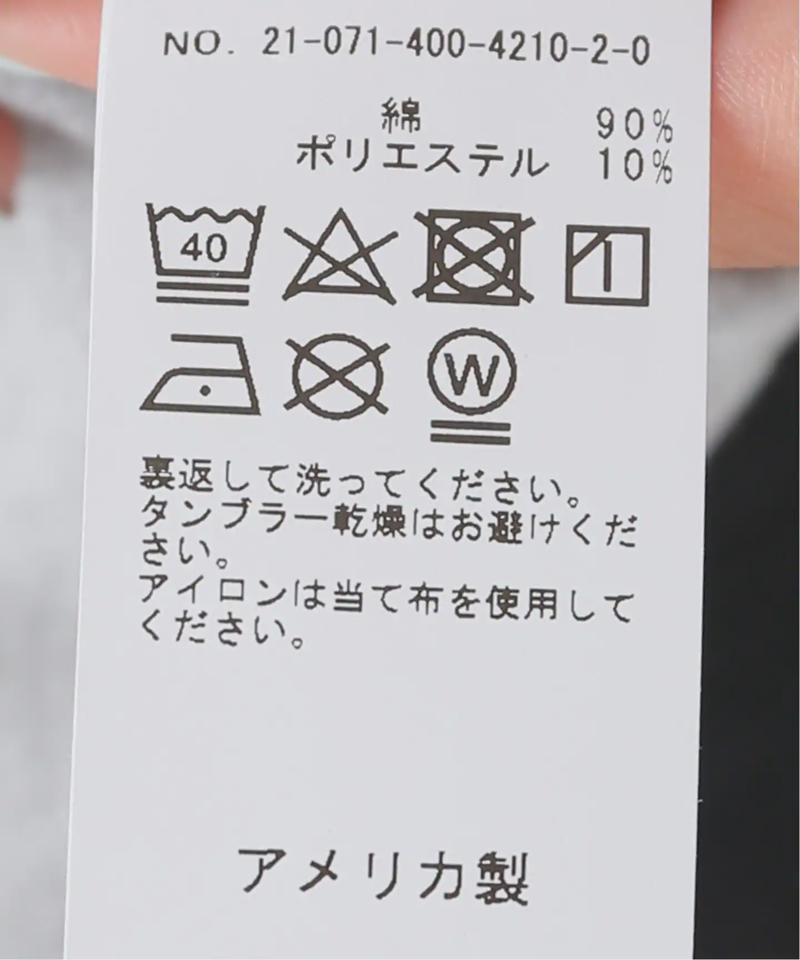 NO. 21-071-400-4210-2-0
綿 90%
ポリエステル 10%
40
W
裏返して洗ってください。
タンブラー乾燥はお避けくだ
さい。
アイロンは当て布を使用して
ください。
アメリカ製